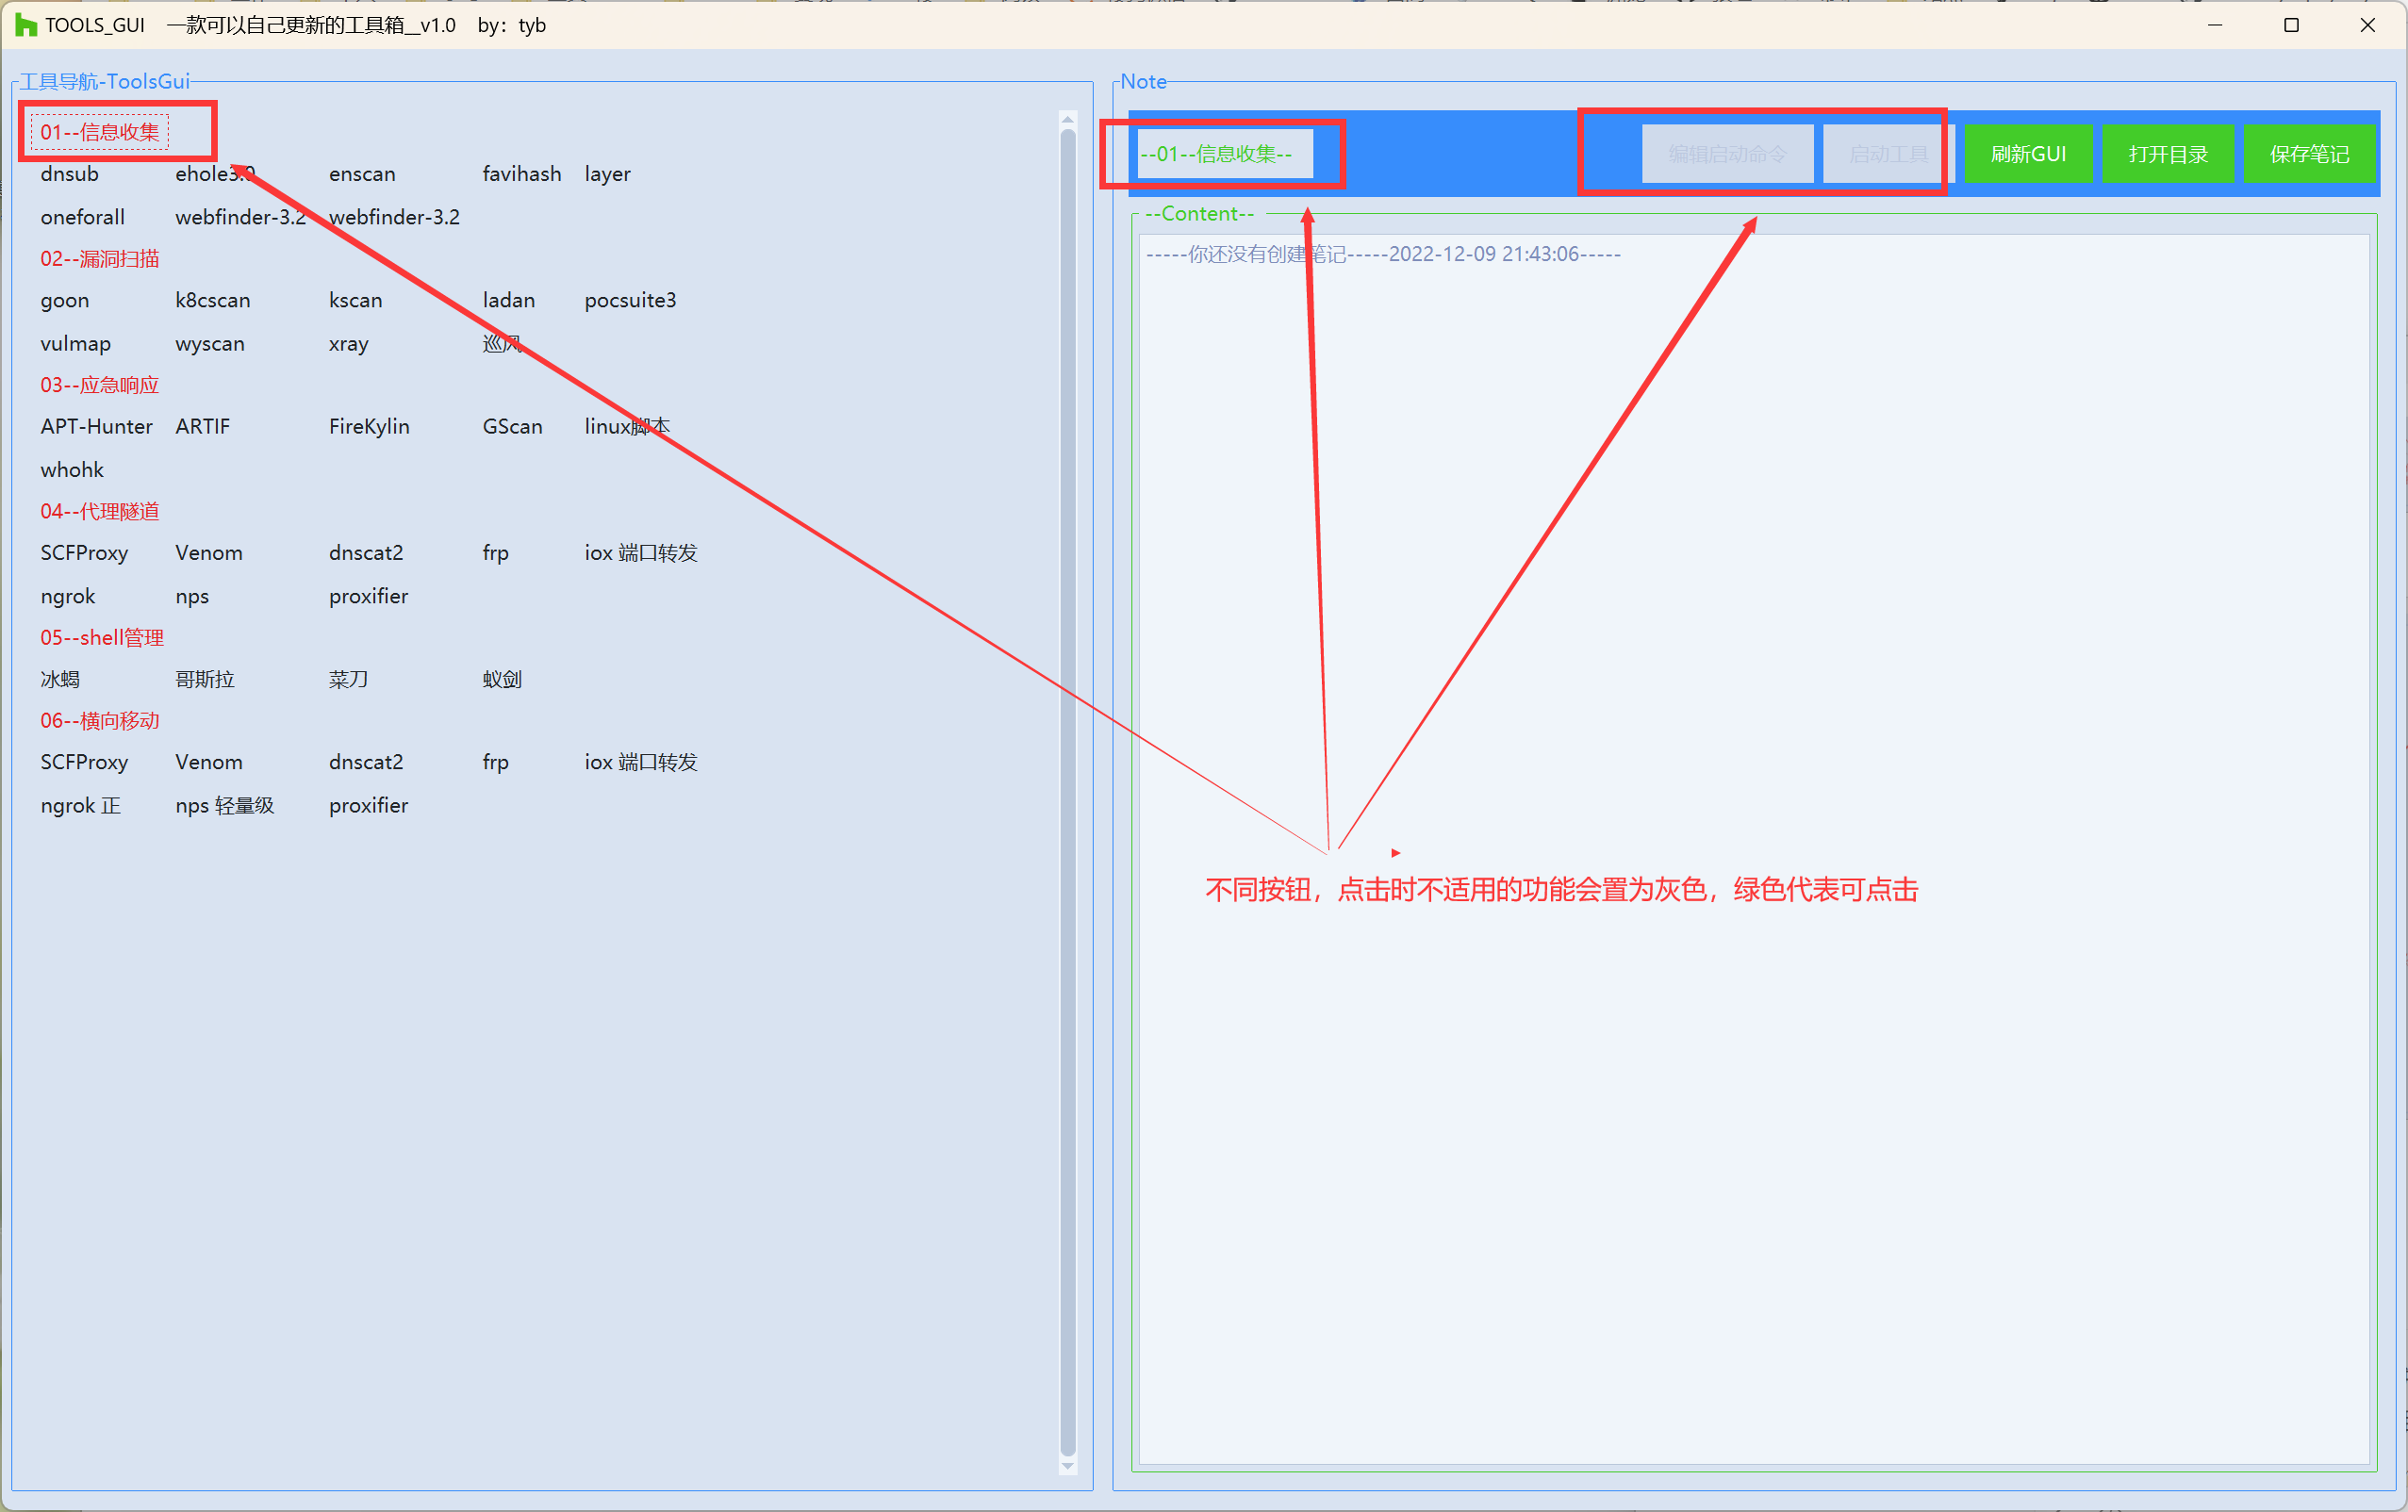 TOOLS_GUI 一款可以自己更新的工具箱__v1.0 by：tyb
工具导航-ToolsGui
01--信息收集
dnsub ehole3.0 enscan favihash layer
oneforall webfinder-3.2 webfinder-3.2
02--漏洞扫描
goon k8cscan kscan ladan pocsuite3
vulmap wyscan xray 巡风
03--应急响应
APT-Hunter ARTIF FireKylin GScan linux脚本
whohk
04--代理隧道
SCFProxy Venom dnscat2 frp iox 端口转发
ngrok nps proxifier
05--shell管理
冰蝎 哥斯拉 菜刀 蚁剑
06--横向移动
SCFProxy Venom dnscat2 frp iox 端口转发
ngrok 正 nps 轻量级 proxifier
Note
--01--信息收集-- 编辑启动命令 启动工具 刷新GUI 打开目录 保存笔记
--Content--
-----你还没有创建笔记-----2022-12-09 21:43:06-----
不同按钮，点击时不适用的功能会置为灰色，绿色代表可点击